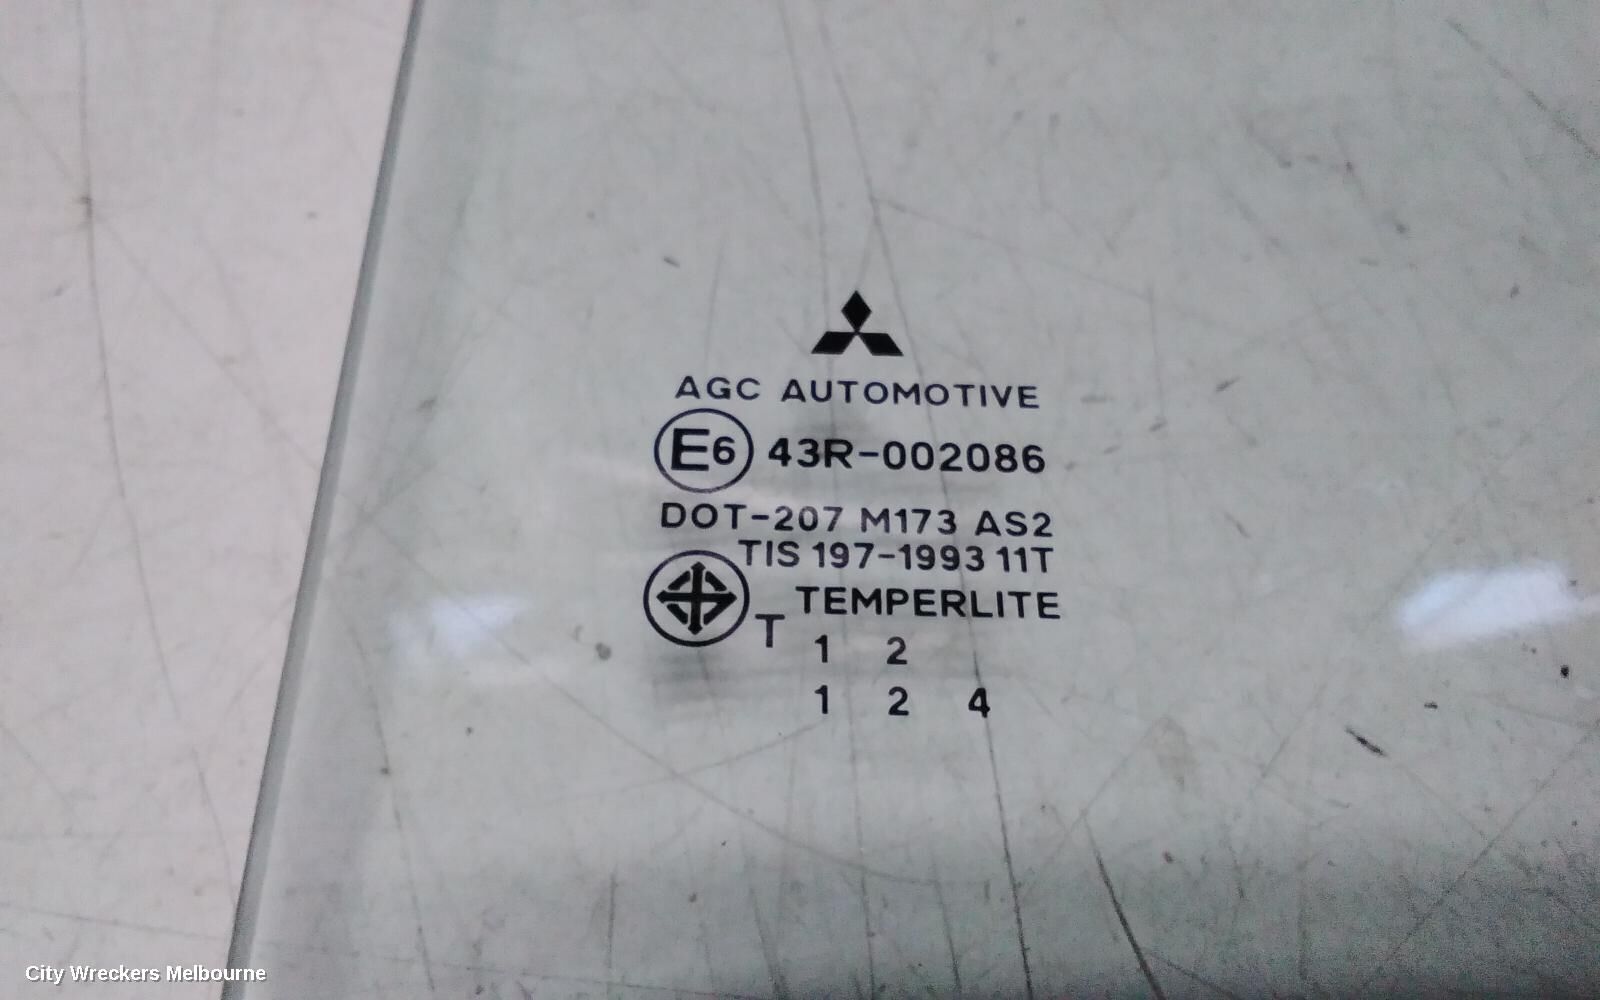 AGC AUTOMOTIVE
E6 43R-002086
DOT-207 M173 AS2
TIS 197-1993 11T
TEMPERLITE
T
1 2
1 2 4
City Wreckers Melbourne